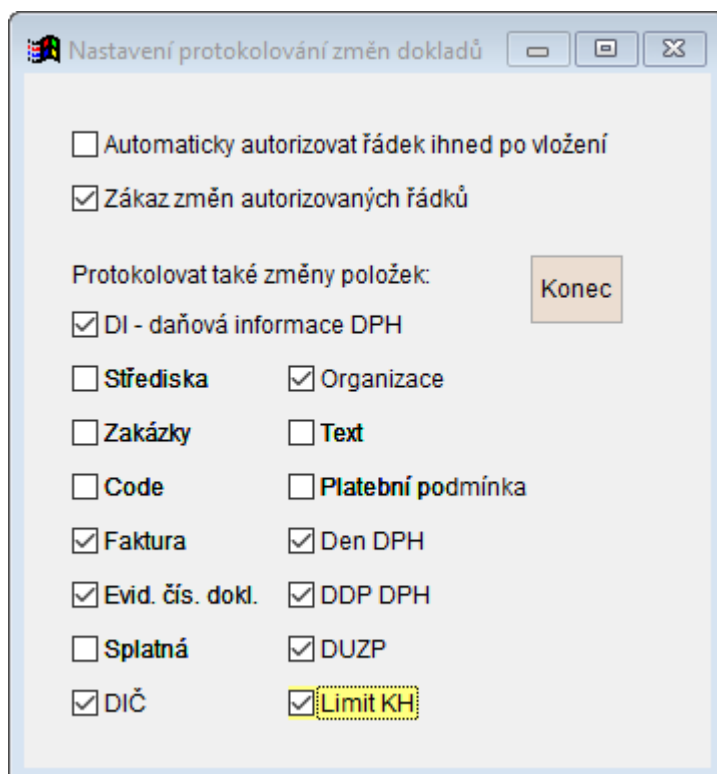 Nastavení protokolování změn dokladů
Automaticky autorizovat řádek ihned po vložení
Zákaz změn autorizovaných řádků
Protokolovat také změny položek:
Konec
DI - daňová informace DPH
Střediska Organizace
Zakázky Text
Code Platební podmínka
Faktura Den DPH
Evid. čís. dokl. DDP DPH
Splatná DUZP
DIČ Limit KH